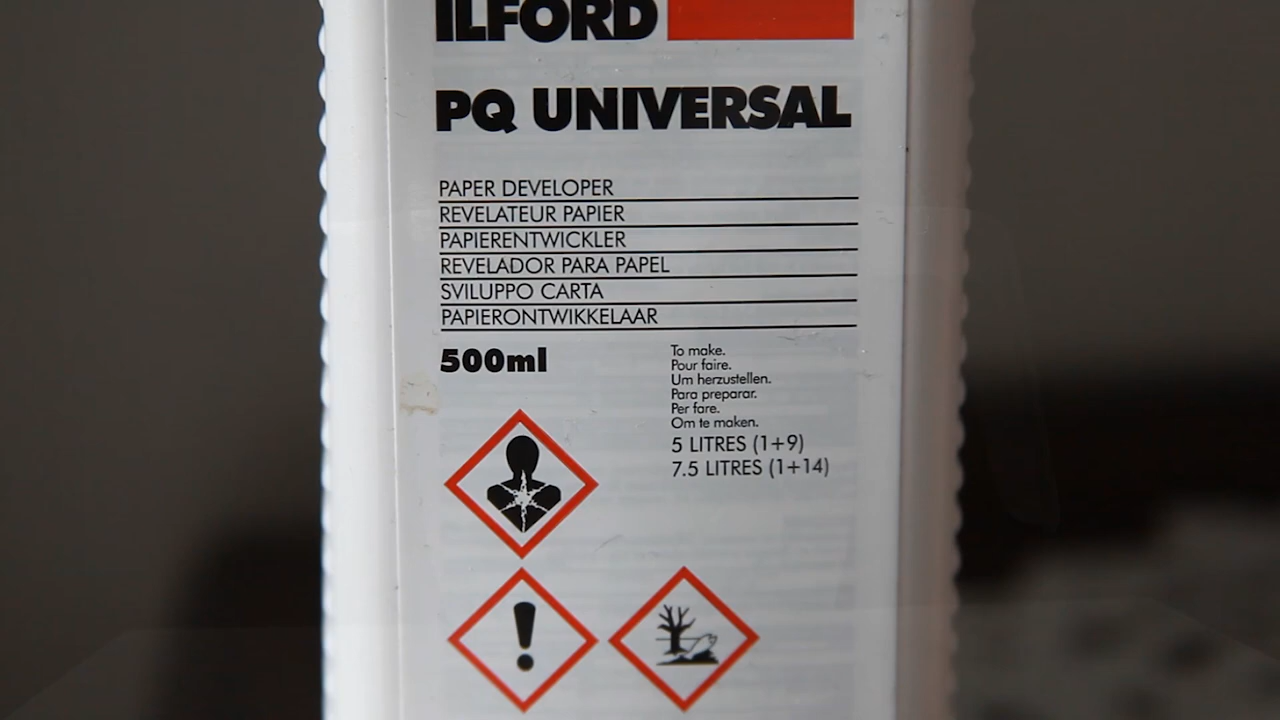 ILFORD
PQ UNIVERSAL
PAPER DEVELOPER
REVELATEUR PAPIER
PAPIERENTWICKLER
REVELADOR PARA PAPEL
SVILUPPO CARTA
PAPIERONTWIKKELAAR
500ml
To make.
Pour faire.
Um herzustellen.
Para preparar.
Per fare.
Om te maken.
5 LITRES (1+9)
7.5 LITRES (1+14)